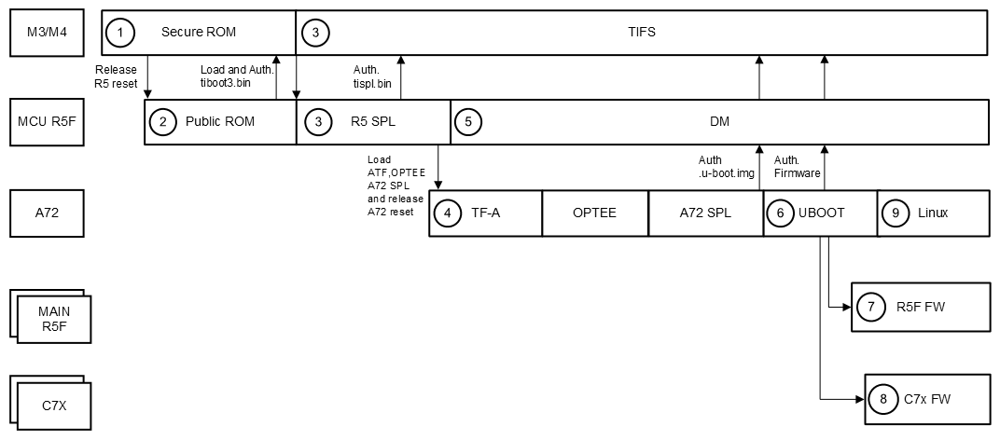 M3/M4
1
Secure ROM
3
TIFS
Release
R5 reset
Load and Auth.
tiboot3.bin
Auth.
tispl.bin
MCU R5F
2
Public ROM
3
R5 SPL
5
DM
Load
ATF,OPTEE
A72 SPL
and release
A72 reset
Auth
.u-boot.img
Auth.
Firmware
A72
4
TF-A
OPTEE
A72 SPL
6
UBOOT
9
Linux
MAIN
R5F
7
R5F FW
C7X
8
C7x FW